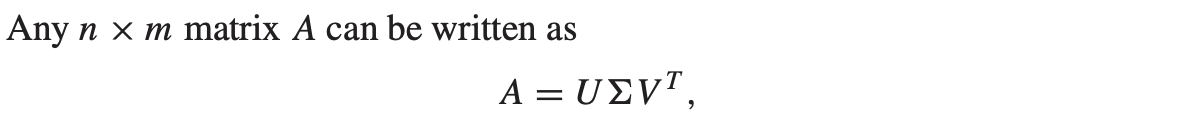 Any n × m matrix A can be written as
A = UΣV^T,